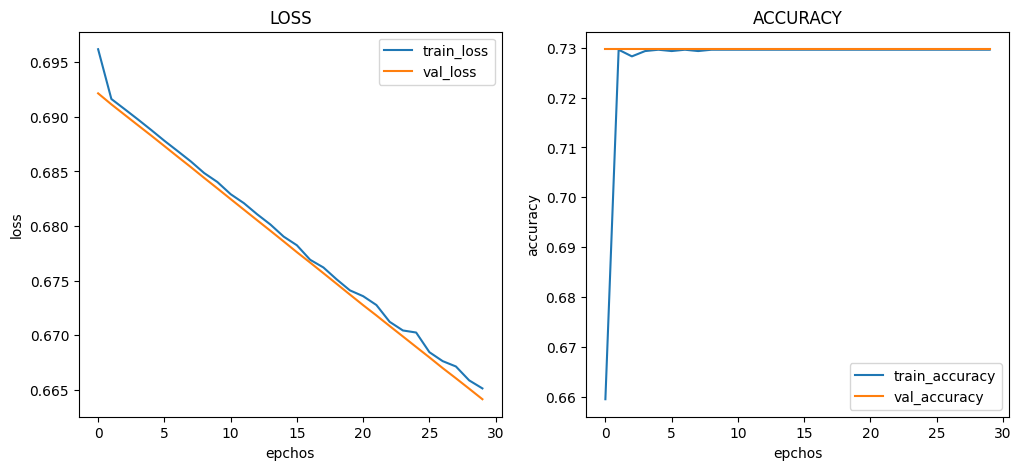 LOSS
train_loss
val_loss
0.695
0.690
0.685
0.680
0.675
0.670
0.665
loss
0 5 10 15 20 25 30
epchos
ACCURACY
0.73
0.72
0.71
0.70
0.69
0.68
0.67
0.66
accuracy
train_accuracy
val_accuracy
0 5 10 15 20 25 30
epchos